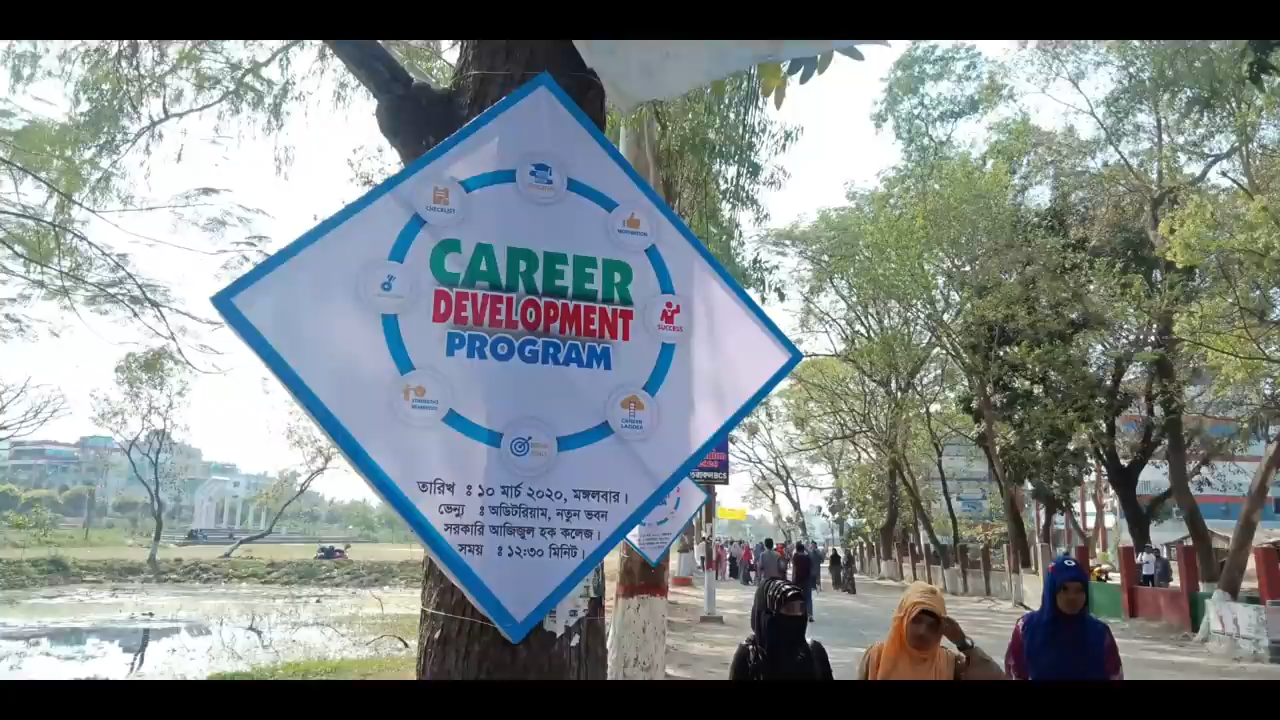 CHECKLIST
MOTIVATION
CAREER
DEVELOPMENT
PROGRAM
SUCCESS
CAREER
LADDER
তারিখ ঃ ১০ মার্চ ২০২০, মঙ্গলবার।
ভেন্যু ঃ অডিটরিয়াম, নতুন ভবন
সরকারি আজিজুল হক কলেজ।
সময় ঃ ১২:৩০ মিনিট।